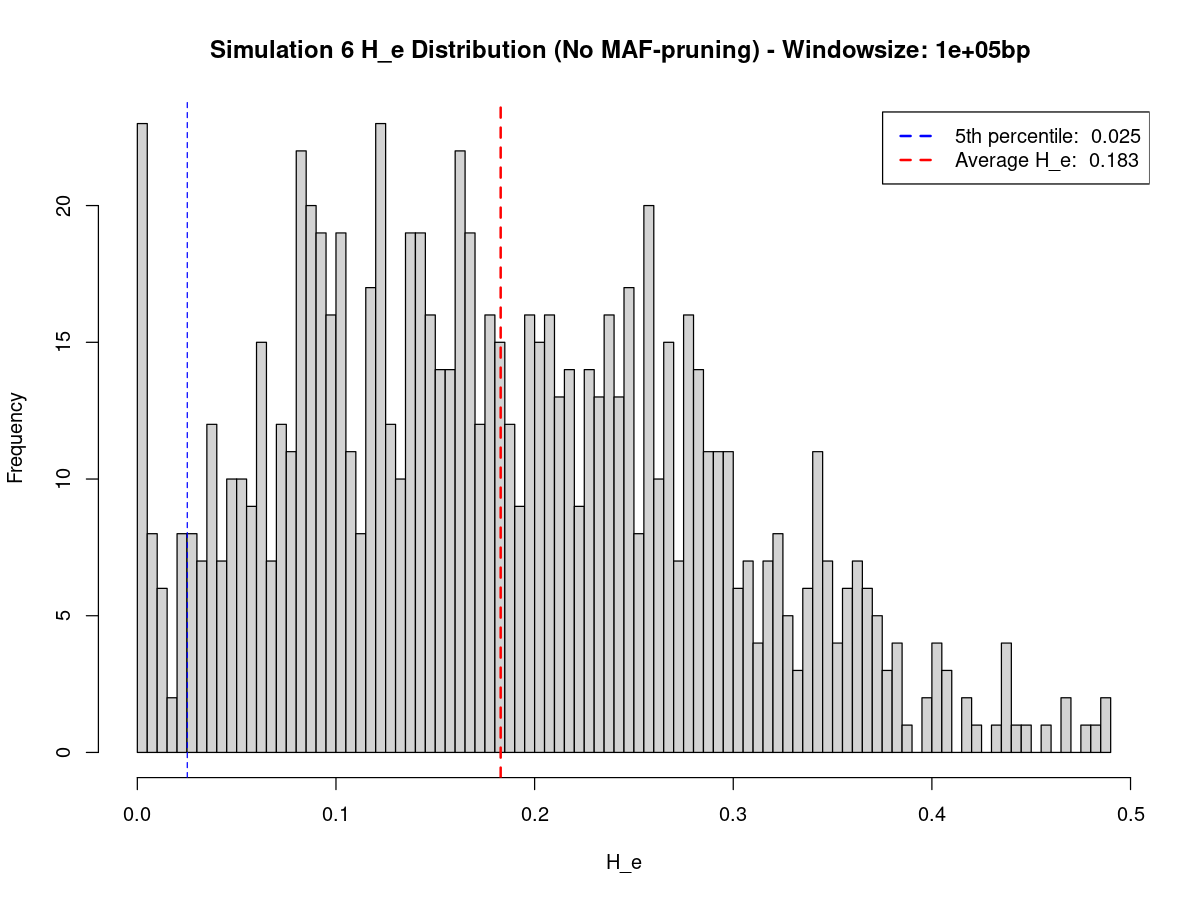 Simulation 6 H_e Distribution (No MAF-pruning) - Windowsize: 1e+05bp
5th percentile:  0.025
Average H_e:  0.183
Frequency
20
15
10
5
0
0.0 0.1 0.2 0.3 0.4 0.5
H_e